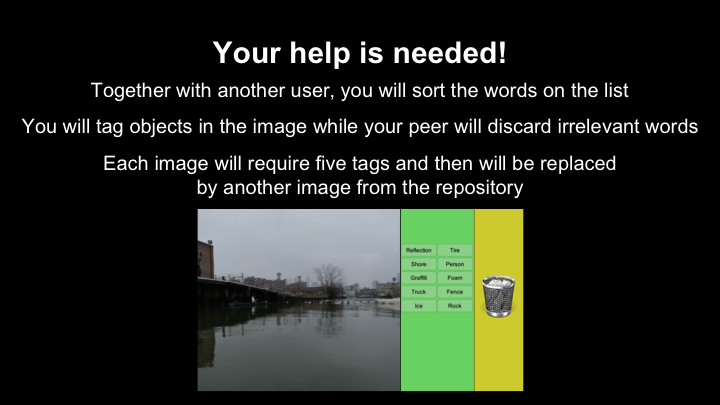 Your help is needed!
Together with another user, you will sort the words on the list
You will tag objects in the image while your peer will discard irrelevant words
Each image will require five tags and then will be replaced
by another image from the repository
Reflection Tire
Shore Person
Graffiti Foam
Truck Fence
Ice Rock